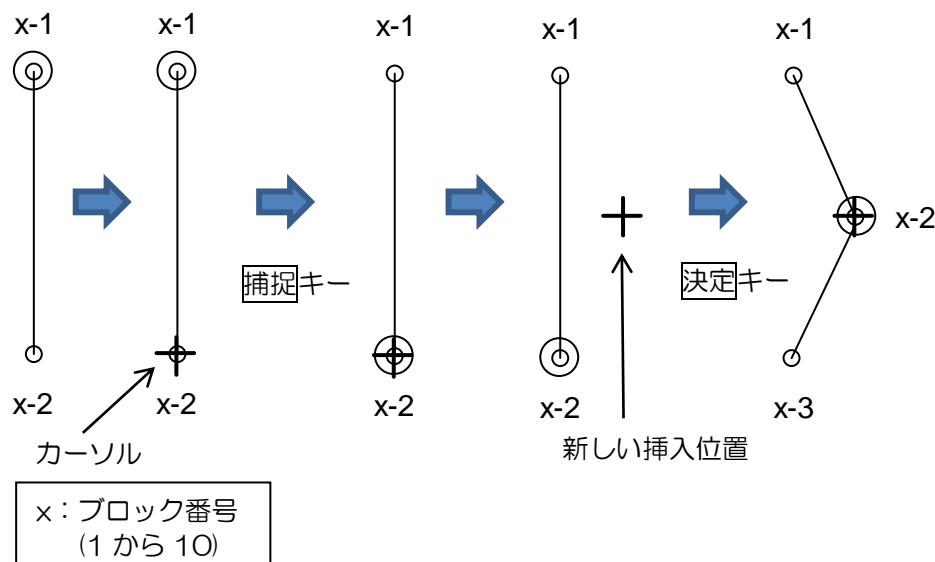 x-1
x-1
x-1
x-1
x-1
捕捉キー
決定キー
x-2
x-2
x-2
x-2
x-2
x-3
カーソル
新しい挿入位置
x：ブロック番号
(1 から 10)